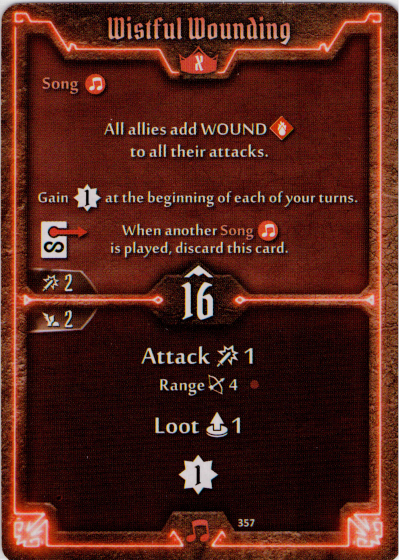 Wistful Wounding
X
Song
All allies add WOUND
to all their attacks.
Gain 1 at the beginning of each of your turns.
When another Song
is played, discard this card.
2
16
2
Attack 1
Range 4
Loot 1
1
357